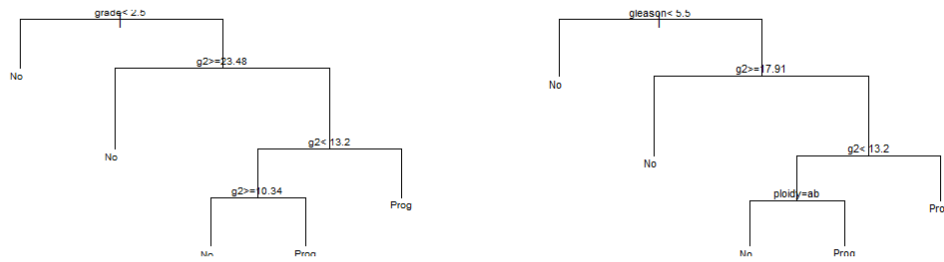 grade< 2.5
No
g2>=23.48
No
g2< 13.2
g2>=10.34
Prog
No
Prog
gleason< 5.5
No
g2>=17.91
No
g2< 13.2
ploidy=ab
Pro
No
Prog